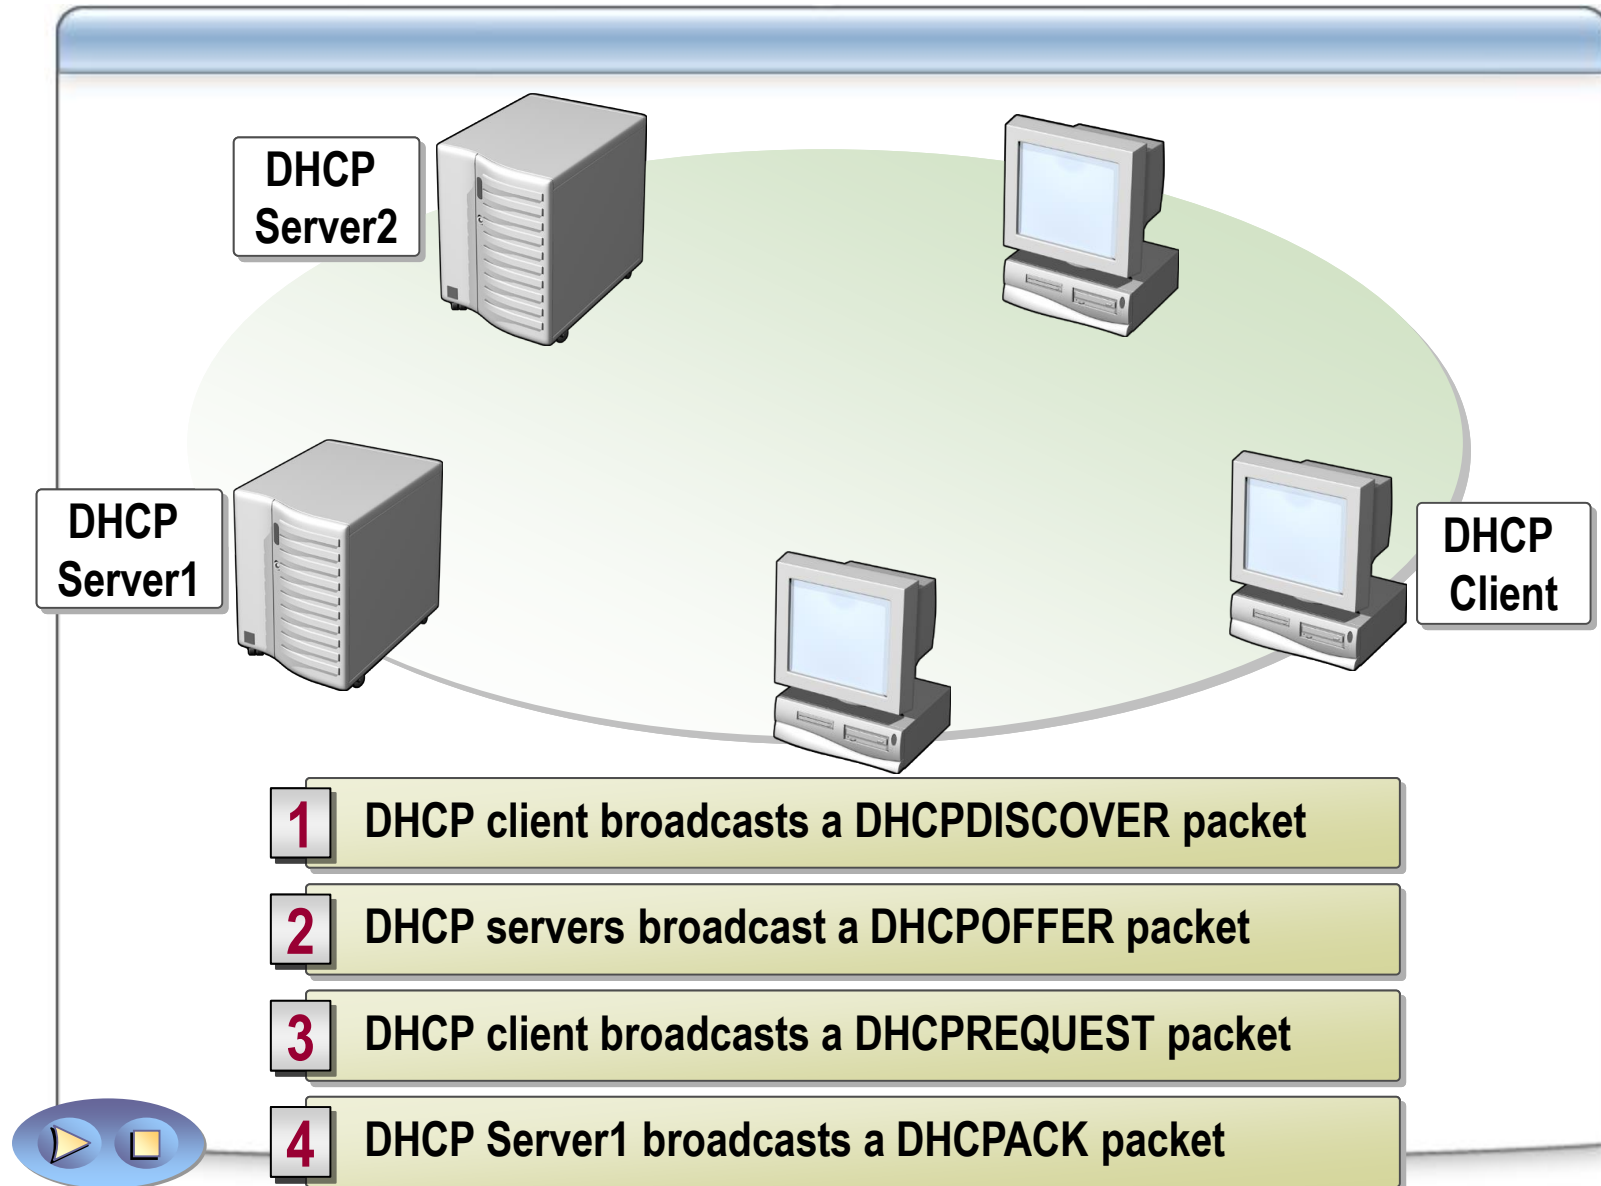 DHCP
Server2
DHCP
Server1
DHCP
Client
1 DHCP client broadcasts a DHCPDISCOVER packet
2 DHCP servers broadcast a DHCPOFFER packet
3 DHCP client broadcasts a DHCPREQUEST packet
4 DHCP Server1 broadcasts a DHCPACK packet